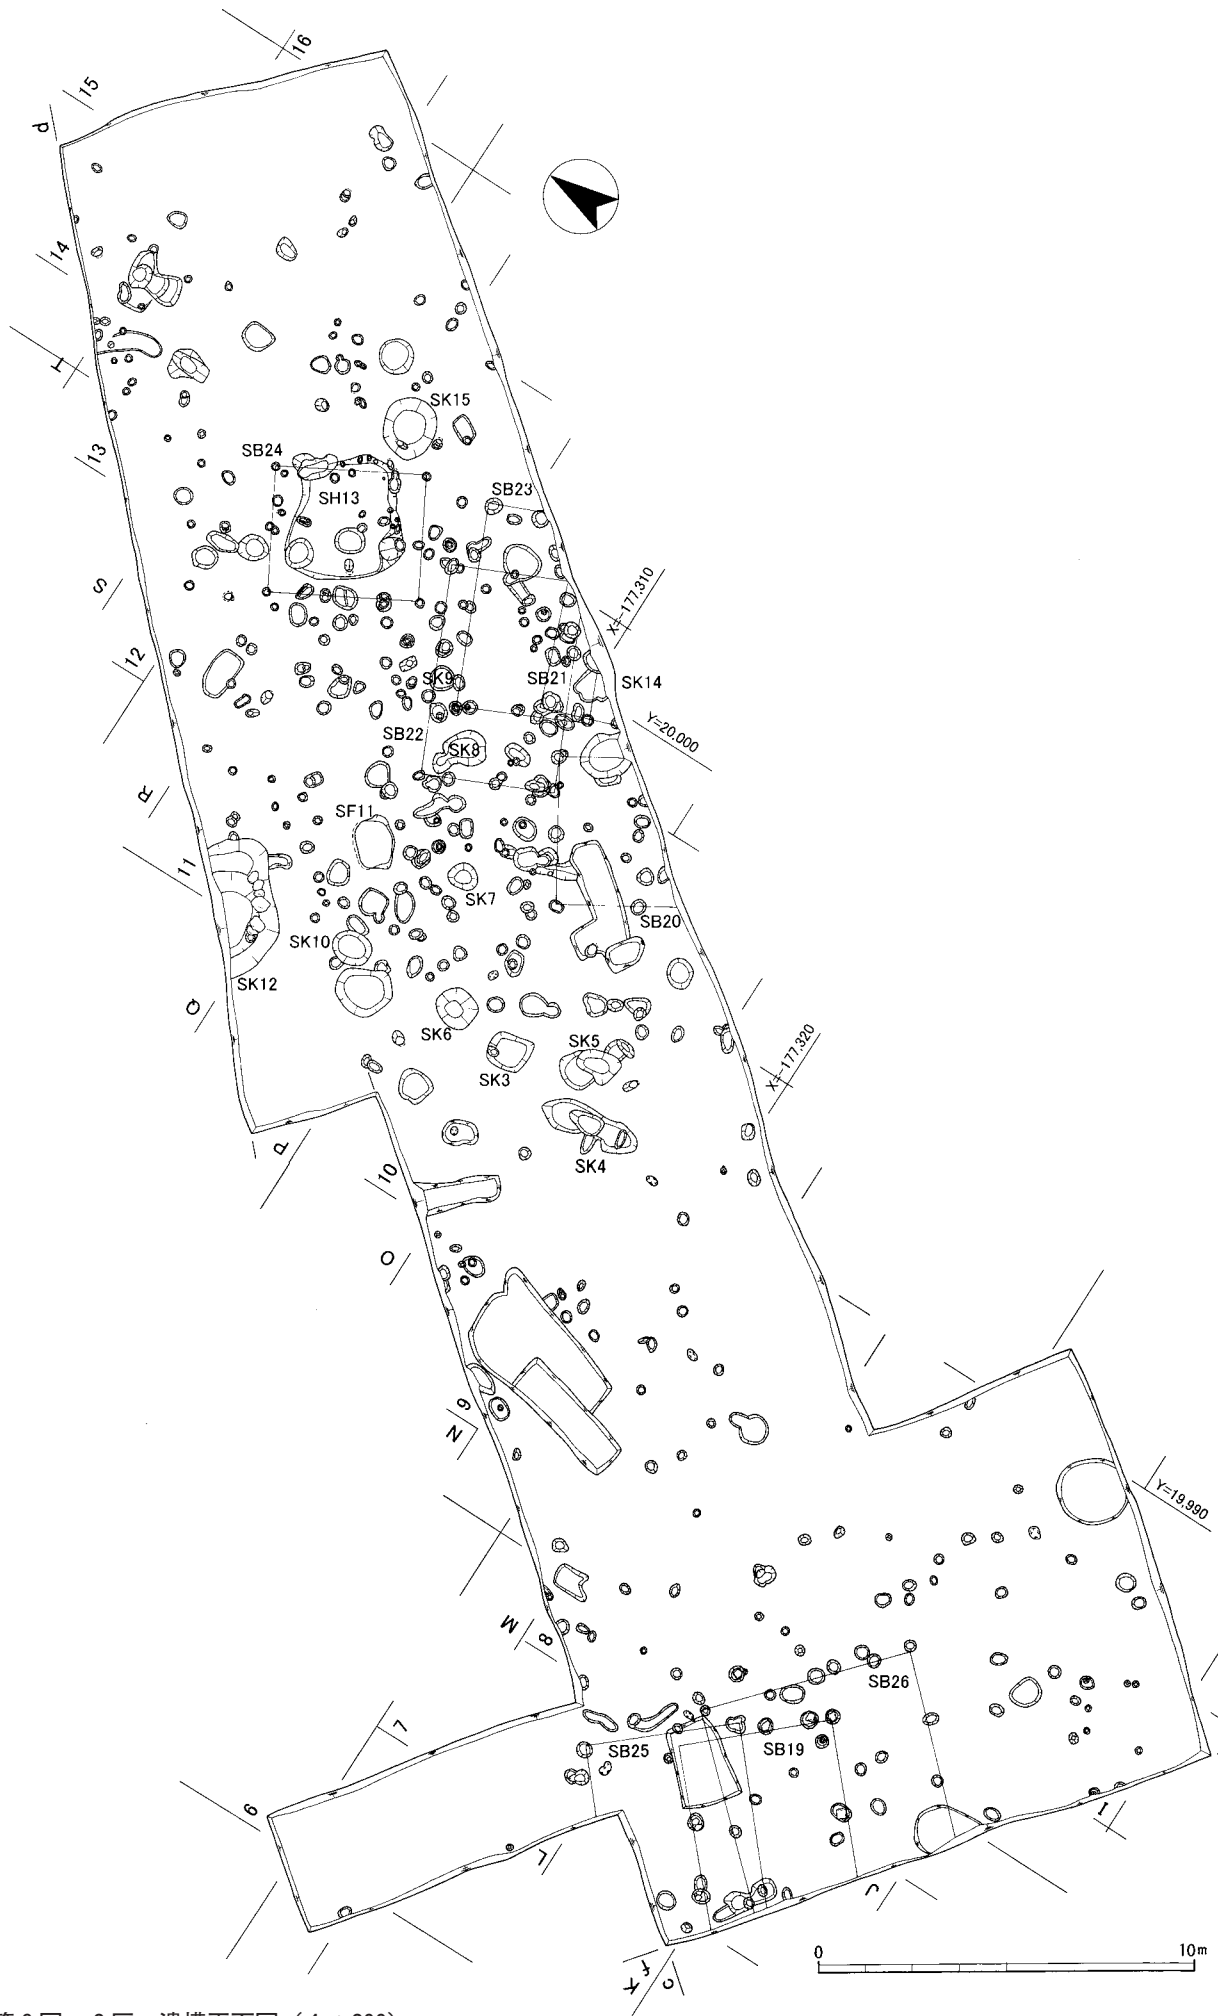 16
15
d
14
T
13
SK15
SB24
SH13
SB23
S
X=-177,310
12
SK9
SB21
SK14
Y=20,000
SB22
SK8
R
SF11
11
SK7
SB20
SK10
SK12
Q
SK6
SK5
SK3
X=-177,320
P
SK4
10
O
9
N
Y=19,990
M
8
SB26
7
SB25
SB19
6
I
L
J
0 10m
f
K
c